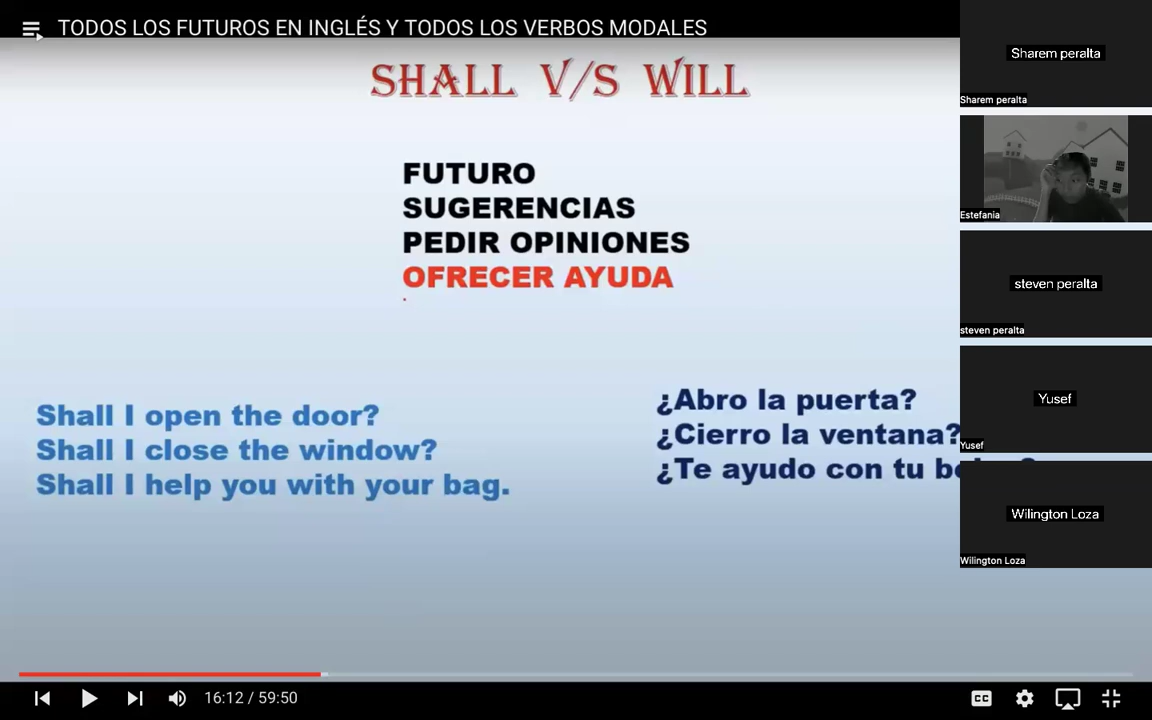 TODOS LOS FUTUROS EN INGLÉS Y TODOS LOS VERBOS MODALES
SHALL V/S WILL
FUTURO
SUGERENCIAS
PEDIR OPINIONES
OFRECER AYUDA
Shall I open the door?
Shall I close the window?
Shall I help you with your bag.
¿Abro la puerta?
¿Cierro la ventana?
¿Te ayudo con tu
16:12 / 59:50
CC
Sharem peralta
Sharem peralta
Estefania
steven peralta
steven peralta
Yusef
Yusef
Wilington Loza
Wilington Loza